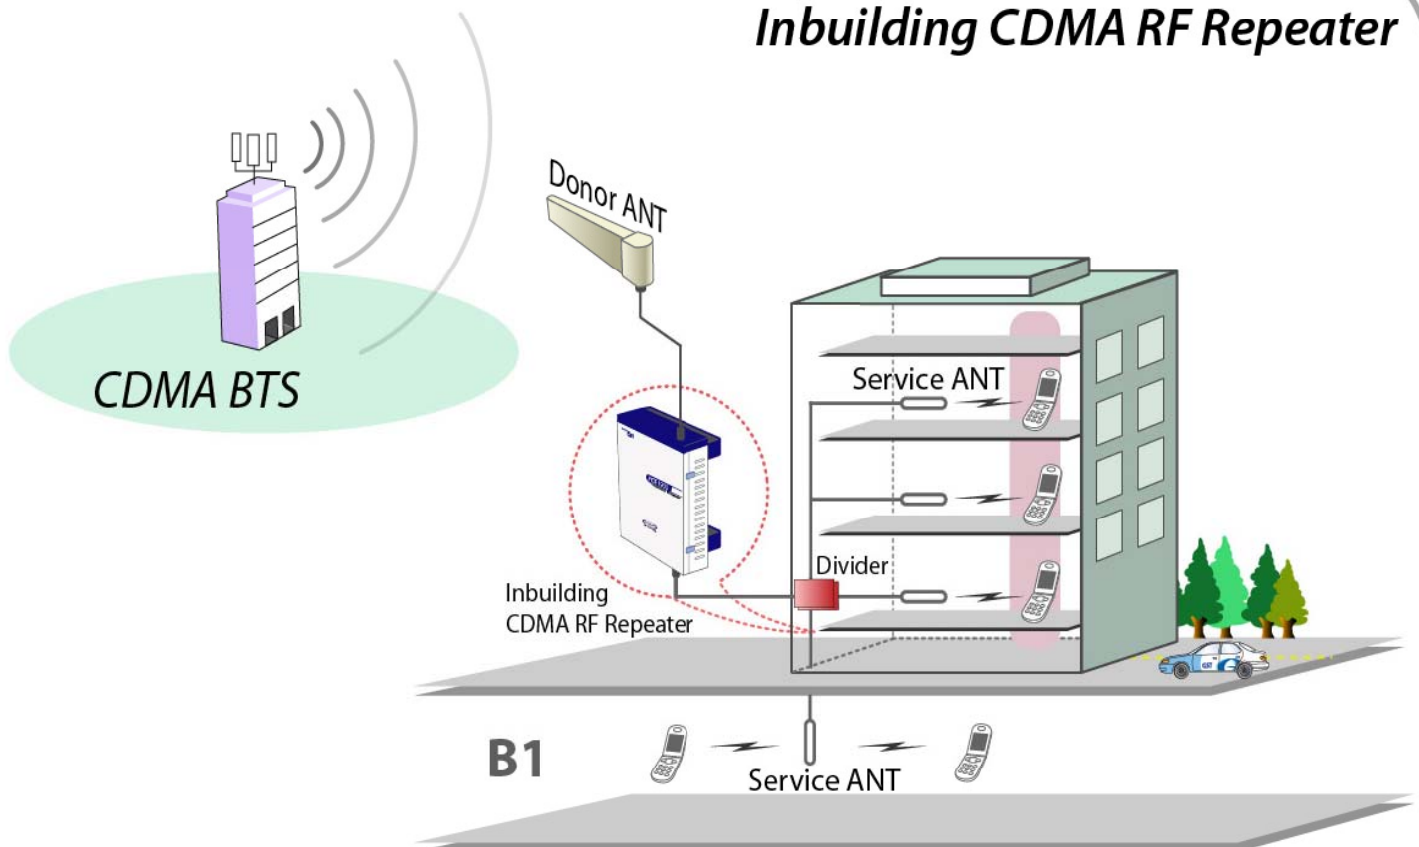 Inbuilding CDMA RF Repeater
Donor ANT
CDMA BTS
Service ANT
Divider
Inbuilding
CDMA RF Repeater
B1
Service ANT